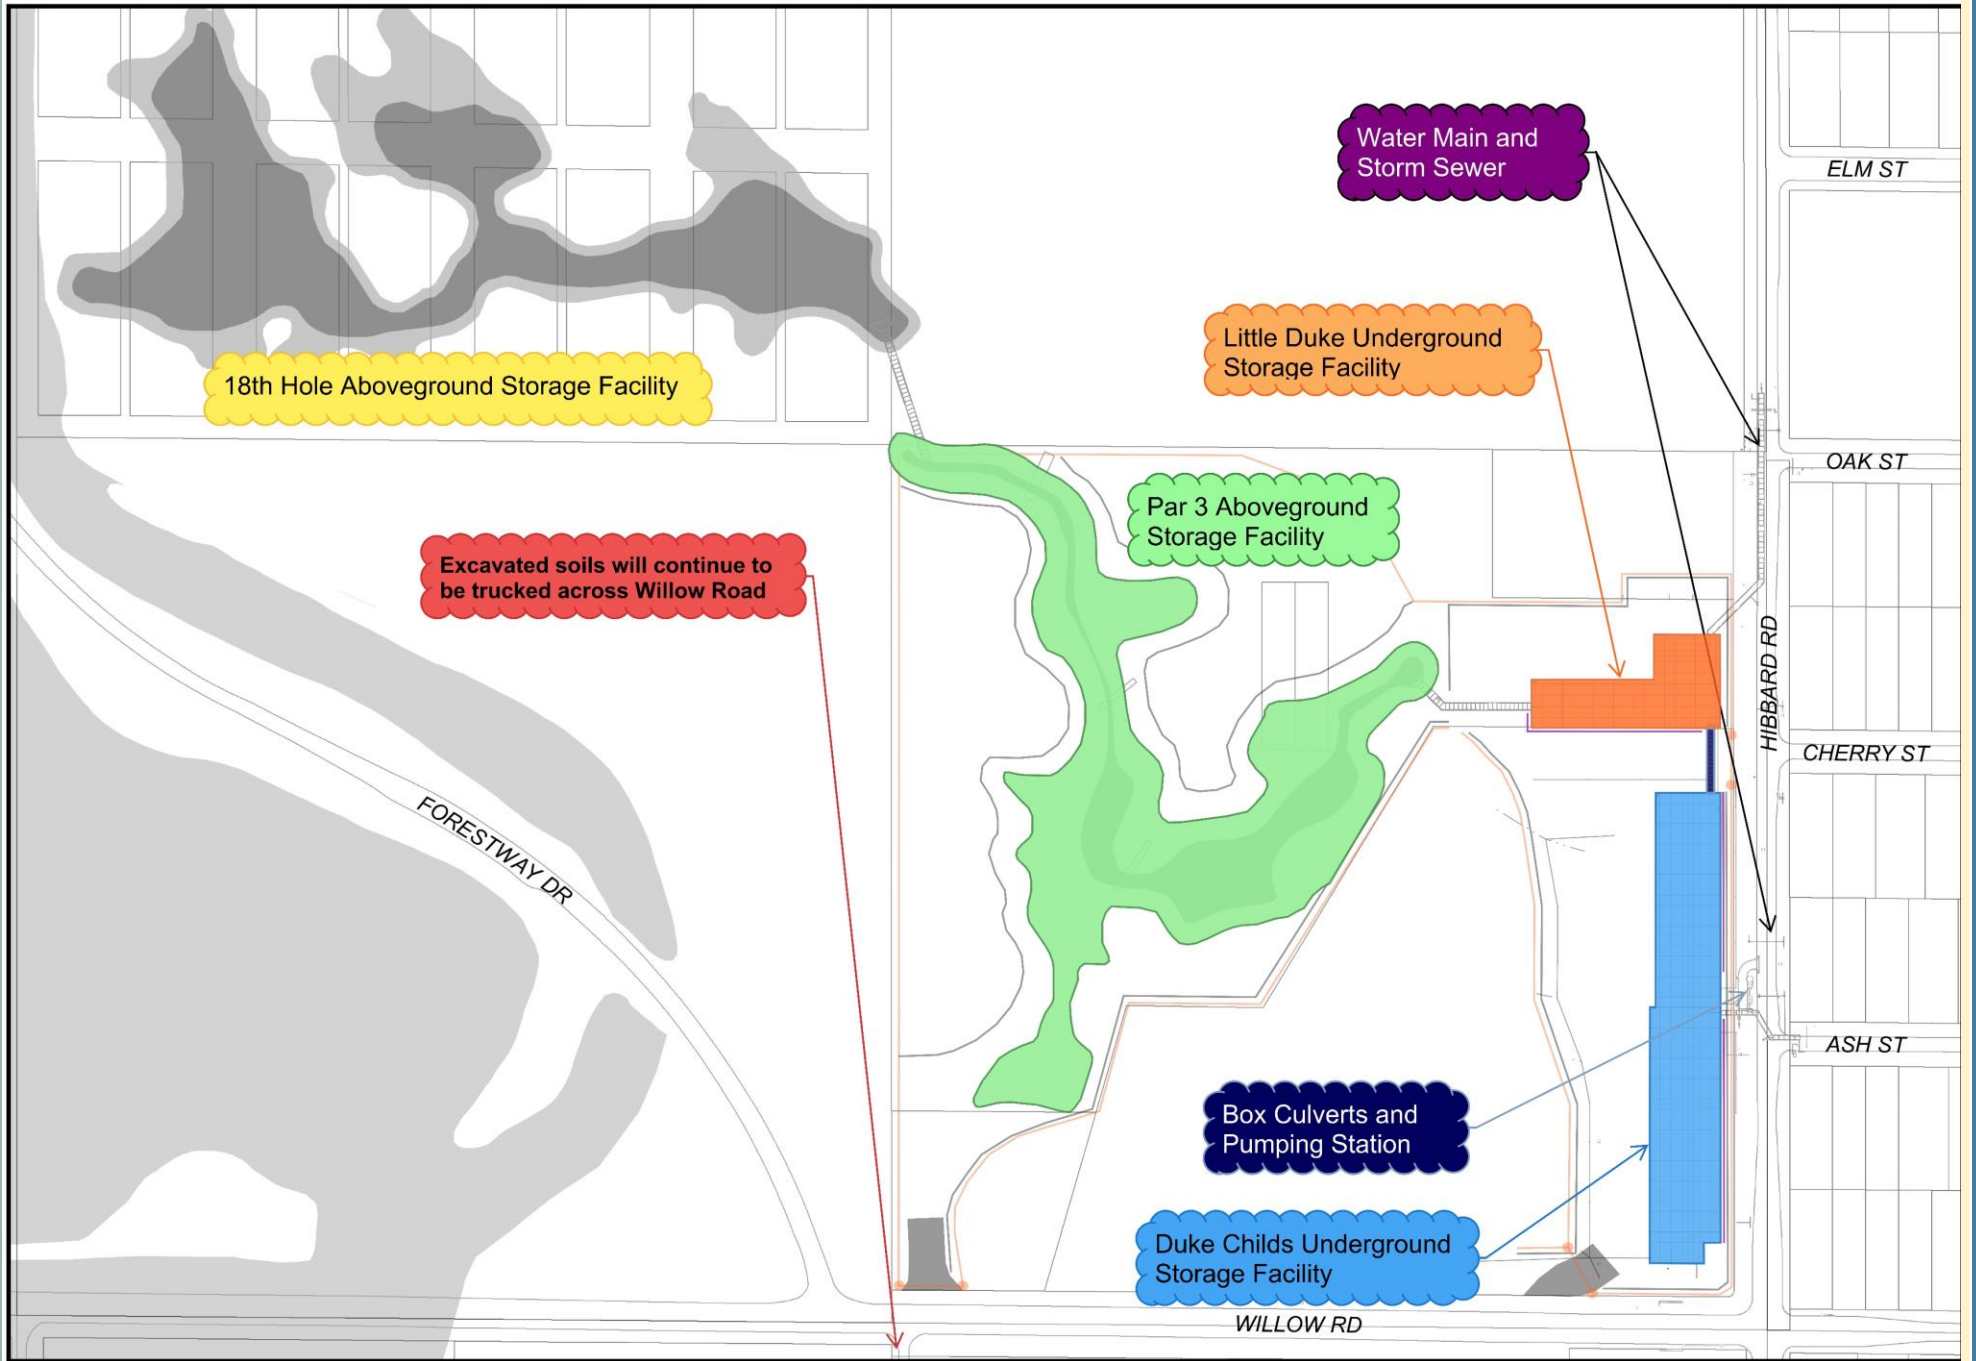 Water Main and
Storm Sewer
ELM ST
Little Duke Underground
Storage Facility
18th Hole Aboveground Storage Facility
OAK ST
Par 3 Aboveground
Storage Facility
Excavated soils will continue to
be trucked across Willow Road
HIBBARD RD
CHERRY ST
FORESTWAY DR
ASH ST
Box Culverts and
Pumping Station
Duke Childs Underground
Storage Facility
WILLOW RD